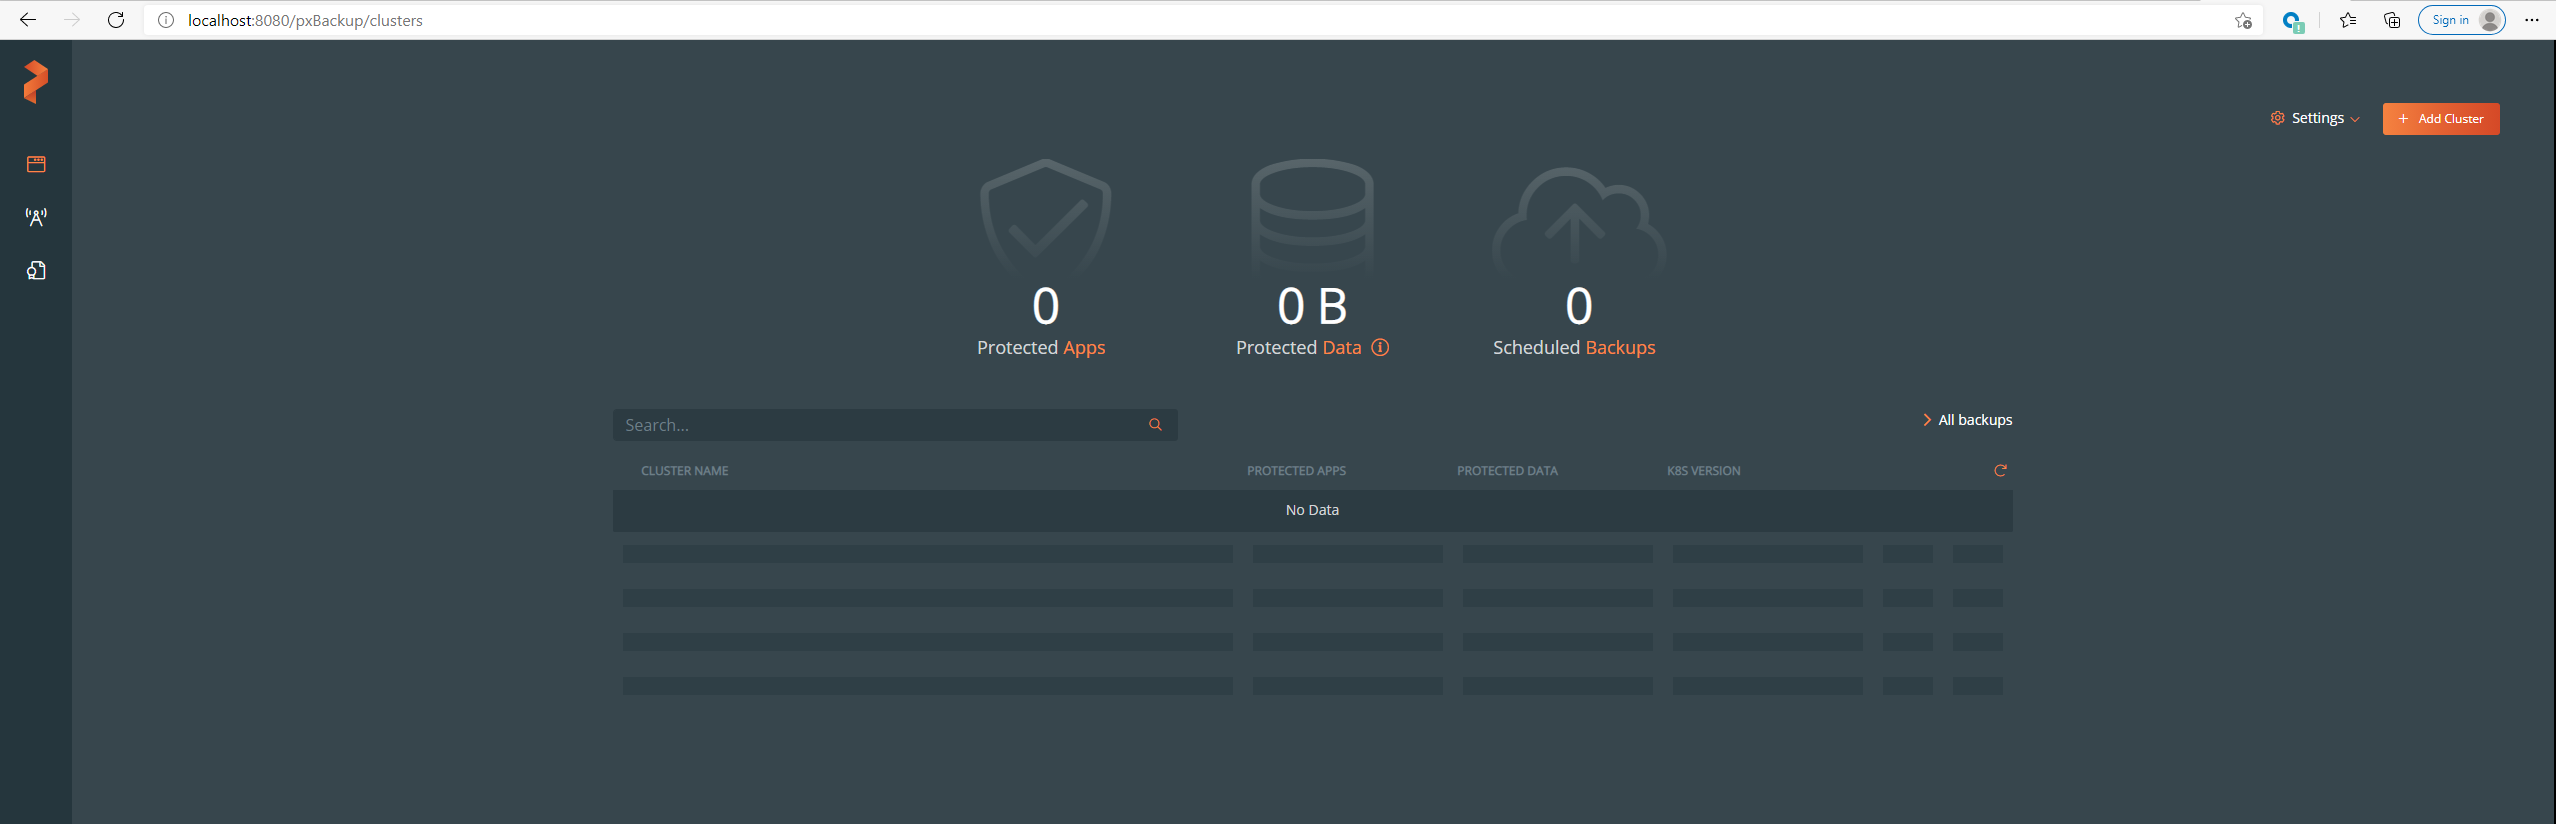 localhost:8080/pxBackup/clusters
Sign in
Settings
+ Add Cluster
0
Protected Apps
0 B
Protected Data
0
Scheduled Backups
Search...
All backups
CLUSTER NAME PROTECTED APPS PROTECTED DATA K8S VERSION
No Data